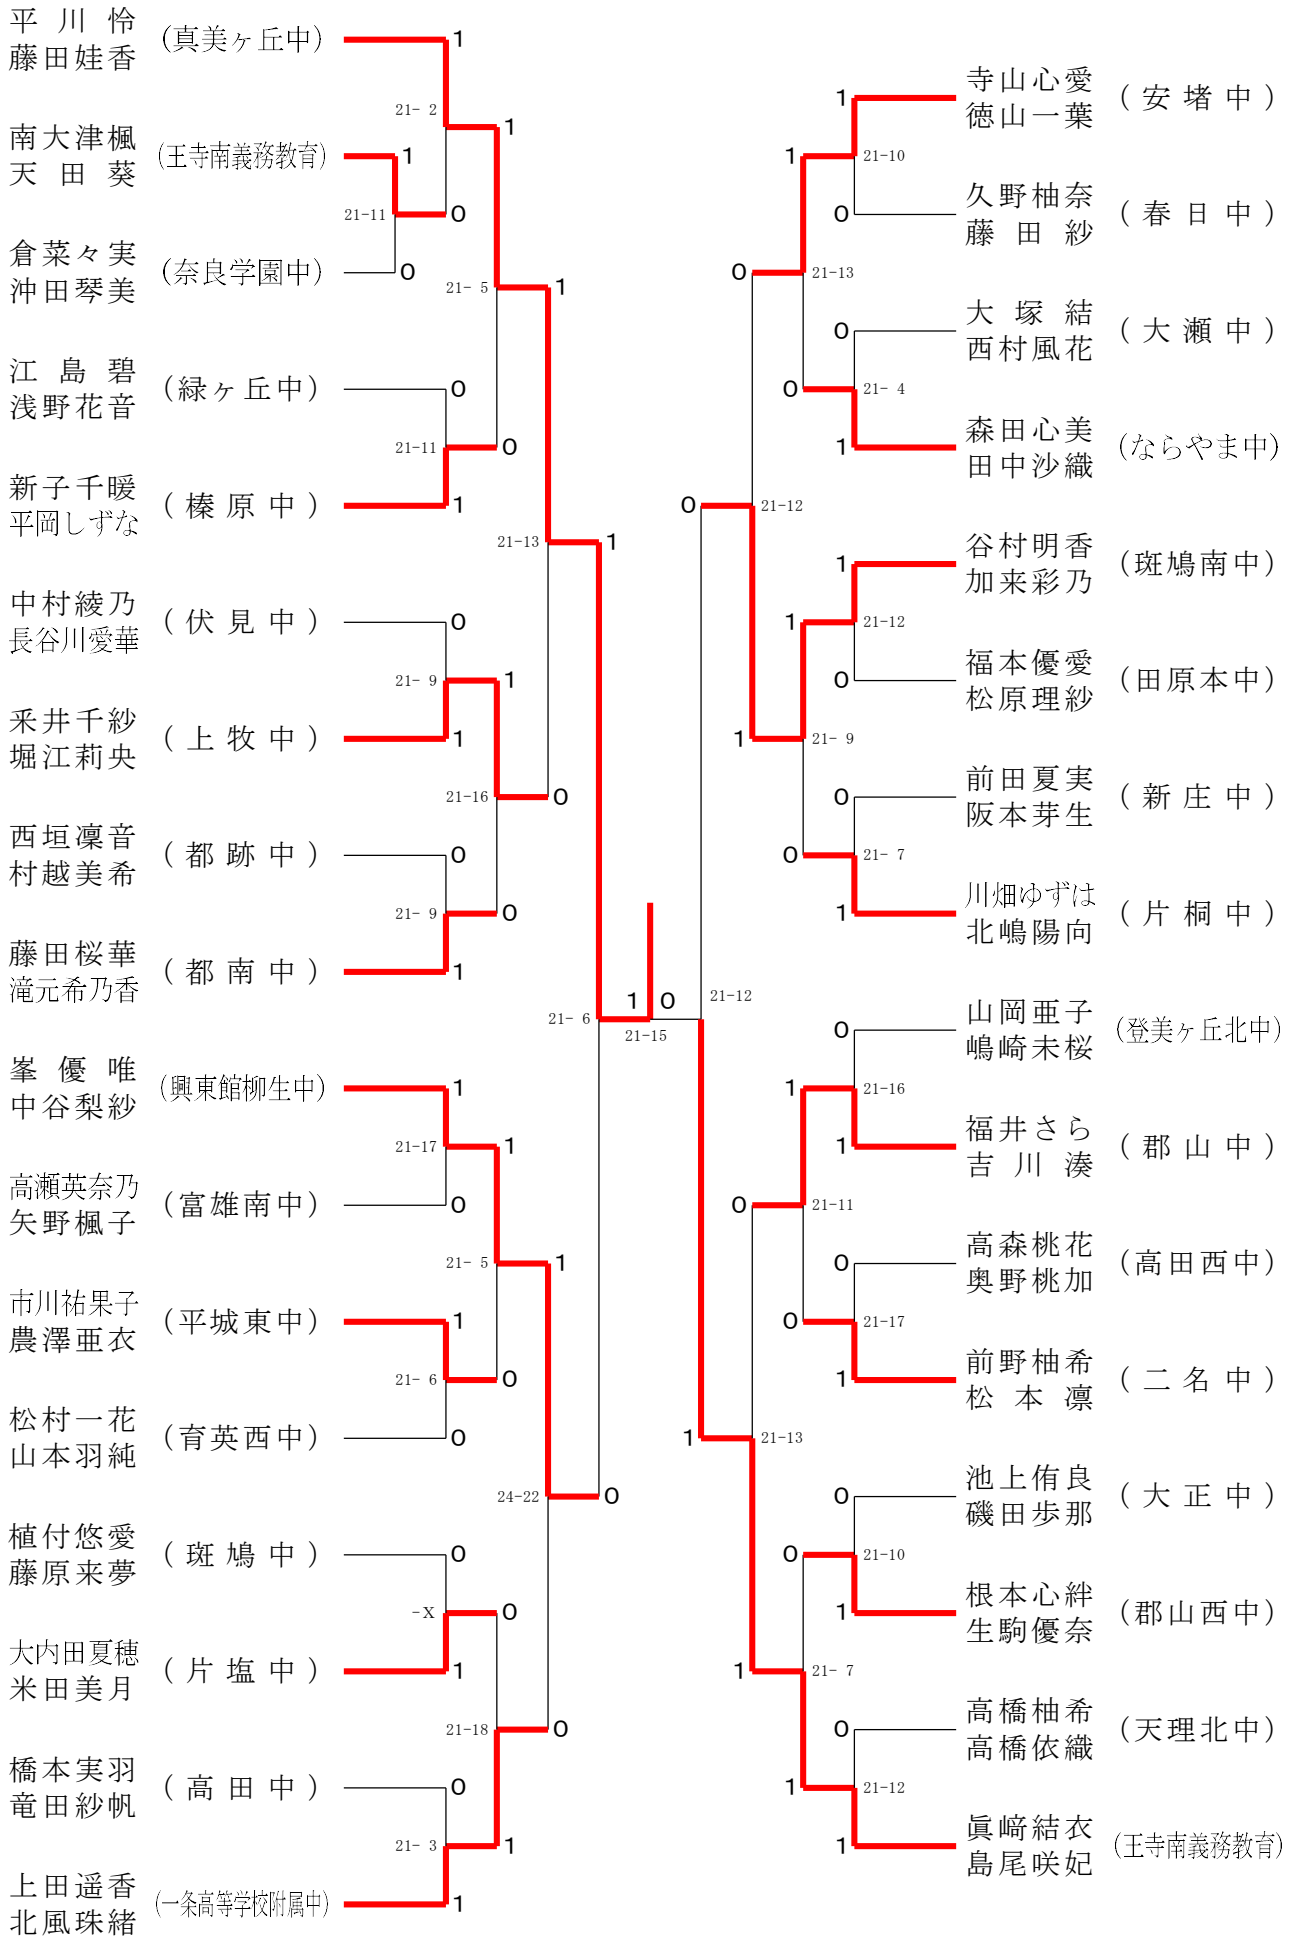 平川怜
藤田娃香
(真美ヶ丘中)
1
21- 2
1
南大津楓
天田葵
(王寺南義務教育)
1
21-11
0
倉菜々実
沖田琴美
(奈良学園中)
0
21- 5
1
江島碧
浅野花音
(緑ヶ丘中)
0
21-11
0
新子千暖
平岡しずな
(榛原中)
1
21-13
1
中村綾乃
長谷川愛華
(伏見中)
0
21- 9
1
釆井千紗
堀江莉央
(上牧中)
1
21-16
0
西垣凜音
村越美希
(都跡中)
0
21- 9
0
藤田桜華
滝元希乃香
(都南中)
1
21- 6
1
0
21-15
21-12
峯優唯
中谷梨紗
(興東館柳生中)
1
21-17
1
高瀬英奈乃
矢野楓子
(富雄南中)
0
21- 5
1
市川祐果子
農澤亜衣
(平城東中)
1
21- 6
0
松村一花
山本羽純
(育英西中)
0
24-22
0
植付悠愛
藤原来夢
(斑鳩中)
0
-X
0
大内田夏穂
米田美月
(片塩中)
1
21-18
0
橋本実羽
竜田紗帆
(高田中)
0
21- 3
1
上田遥香
北風珠緒
(一条高等学校附属中)
1
1
寺山心愛
徳山一葉
(安堵中)
1
21-10
0
久野柚奈
藤田紗
(春日中)
0
21-13
0
大塚結
西村風花
(大瀬中)
0
21- 4
1
森田心美
田中沙織
(ならやま中)
0
21-12
1
谷村明香
加来彩乃
(斑鳩南中)
1
21-12
0
福本優愛
松原理紗
(田原本中)
1
21- 9
0
前田夏実
阪本芽生
(新庄中)
0
21- 7
1
川畑ゆずは
北嶋陽向
(片桐中)
0
山岡亜子
嶋崎未桜
(登美ヶ丘北中)
1
21-16
1
福井さら
吉川湊
(郡山中)
0
21-11
0
高森桃花
奥野桃加
(高田西中)
0
21-17
1
前野柚希
松本凛
(二名中)
1
21-13
0
池上侑良
磯田歩那
(大正中)
0
21-10
1
根本心絆
生駒優奈
(郡山西中)
1
21- 7
0
高橋柚希
高橋依織
(天理北中)
1
21-12
1
眞﨑結衣
島尾咲妃
(王寺南義務教育)